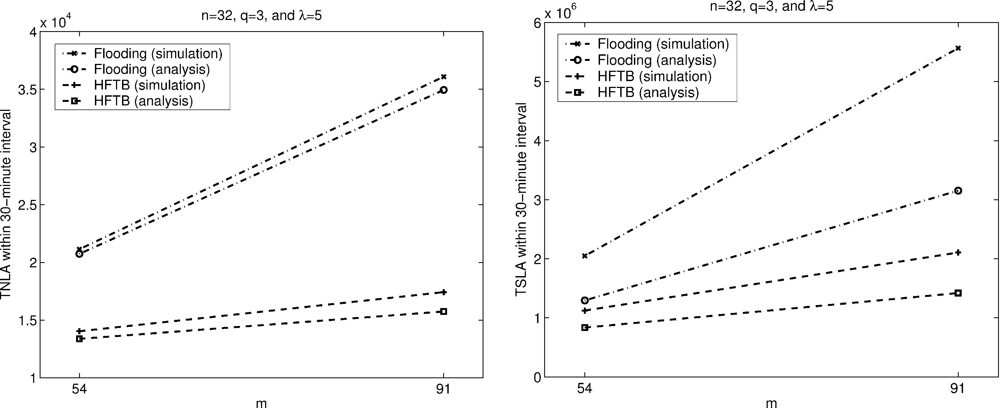 n=32, q=3, and λ=5
x 10^4
4
3.5
3
2.5
2
1.5
1
Flooding (simulation)
Flooding (analysis)
HFTB (simulation)
HFTB (analysis)
TNLA within 30−minute interval
54 91
m
n=32, q=3, and λ=5
x 10^6
6
5
4
3
2
1
0
Flooding (simulation)
Flooding (analysis)
HFTB (simulation)
HFTB (analysis)
TSLA within 30−minute interval
54 91
m